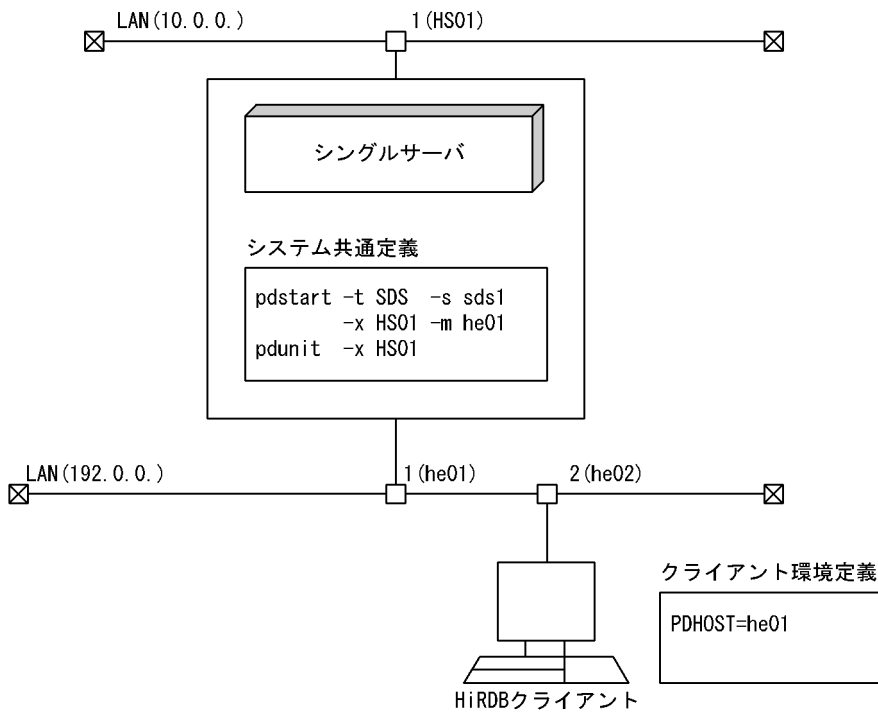 LAN(10.0.0.)
1(HS01)
シングルサーバ
システム共通定義
pdstart -t SDS -s sds1
-x HS01 -m he01
pdunit -x HS01
LAN(192.0.0.)
1(he01)
2(he02)
クライアント環境定義
PDHOST=he01
HiRDBクライアント